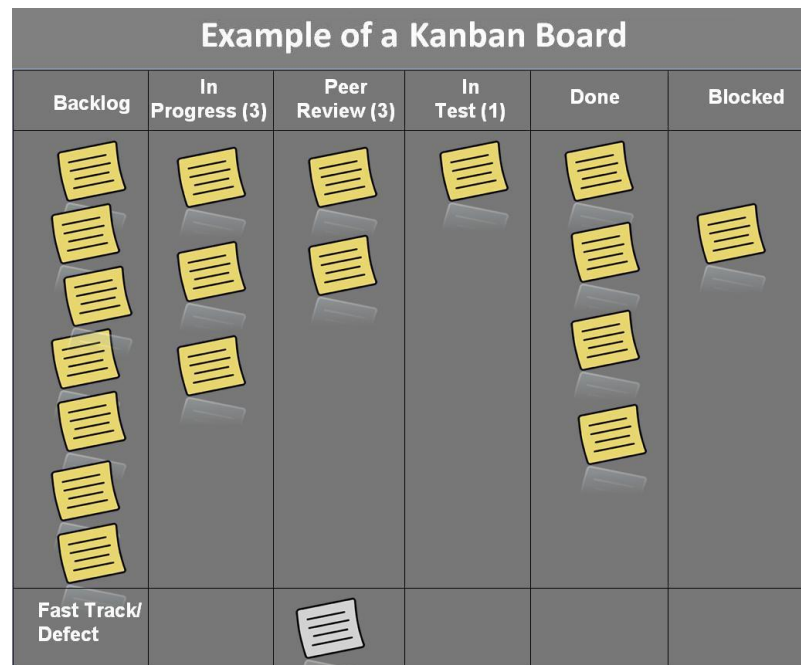 Example of a Kanban Board
Backlog
In
Progress (3)
Peer
Review (3)
In
Test (1)
Done
Blocked
Fast Track/
Defect